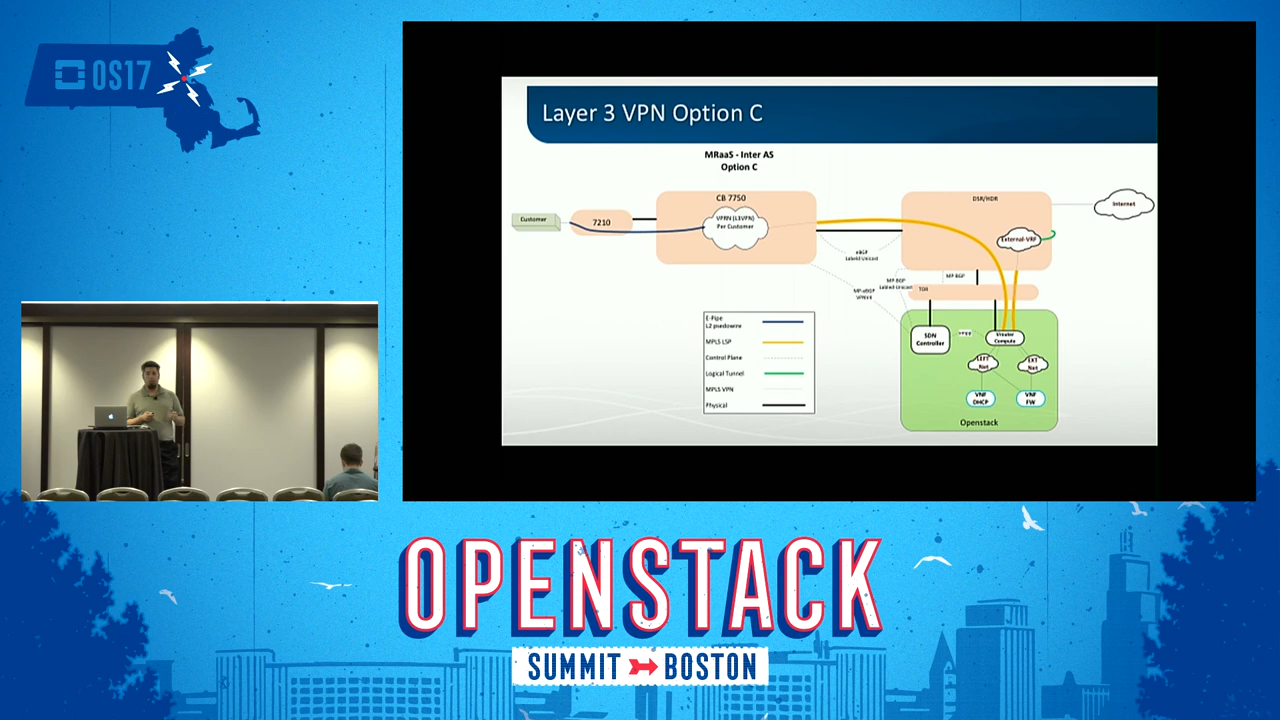 OS17
Layer 3 VPN Option C
MRaaS - Inter AS
Option C
CB 7750
DSR/HDR
Internet
Customer
7210
VPRN (L3VPN)
Per Customer
External-VRF
eBGP
Labeld-Unicast
MP-BGP
MP-BGP
Labled-Unicast
TOR
MP-eBGP
VPNV4
SDN
Controller
xmpp
Vrouter
Compute
LEFT
Net
EXT
Net
VNF
DHCP
VNF
FW
Openstack
E-Pipe
L2 psedowire
MPLS LSP
Control Plane
Logical Tunnel
MPLS VPN
Physical
OPENSTACK
SUMMIT BOSTON